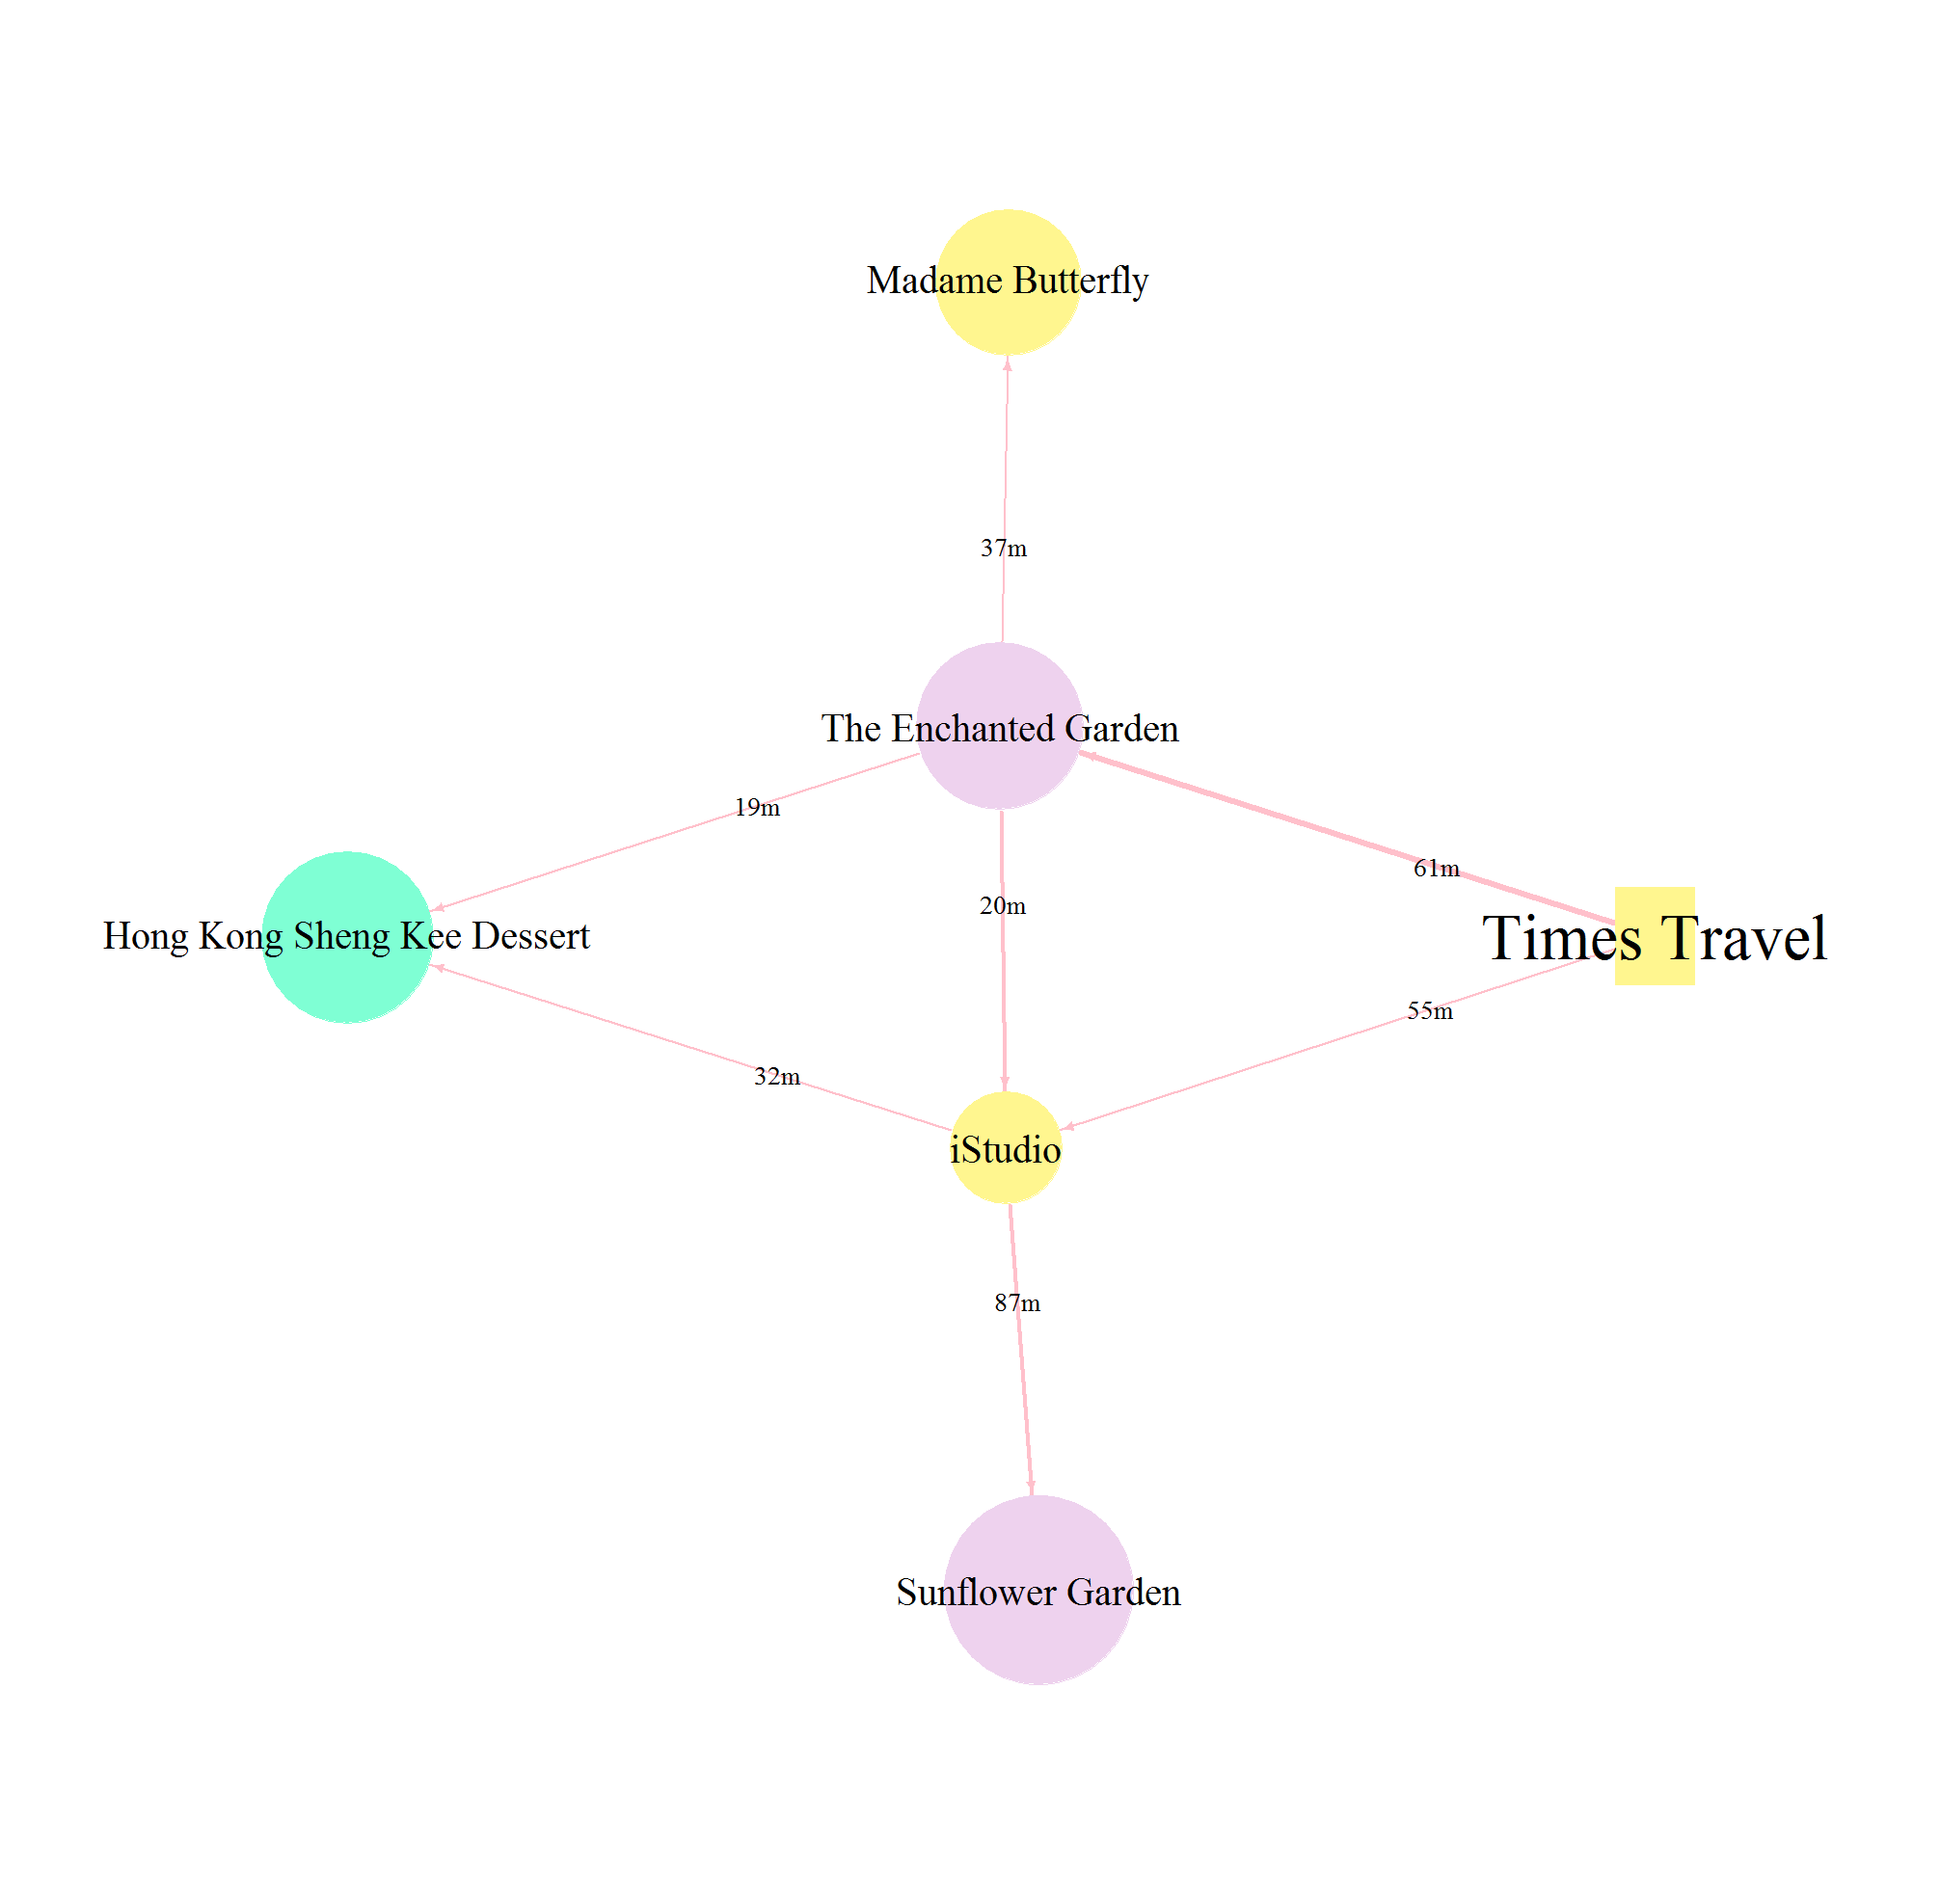 Madame Butterfly
37m
The Enchanted Garden
19m
61m
20m
Hong Kong Sheng Kee Dessert
Times Travel
55m
32m
iStudio
87m
Sunflower Garden